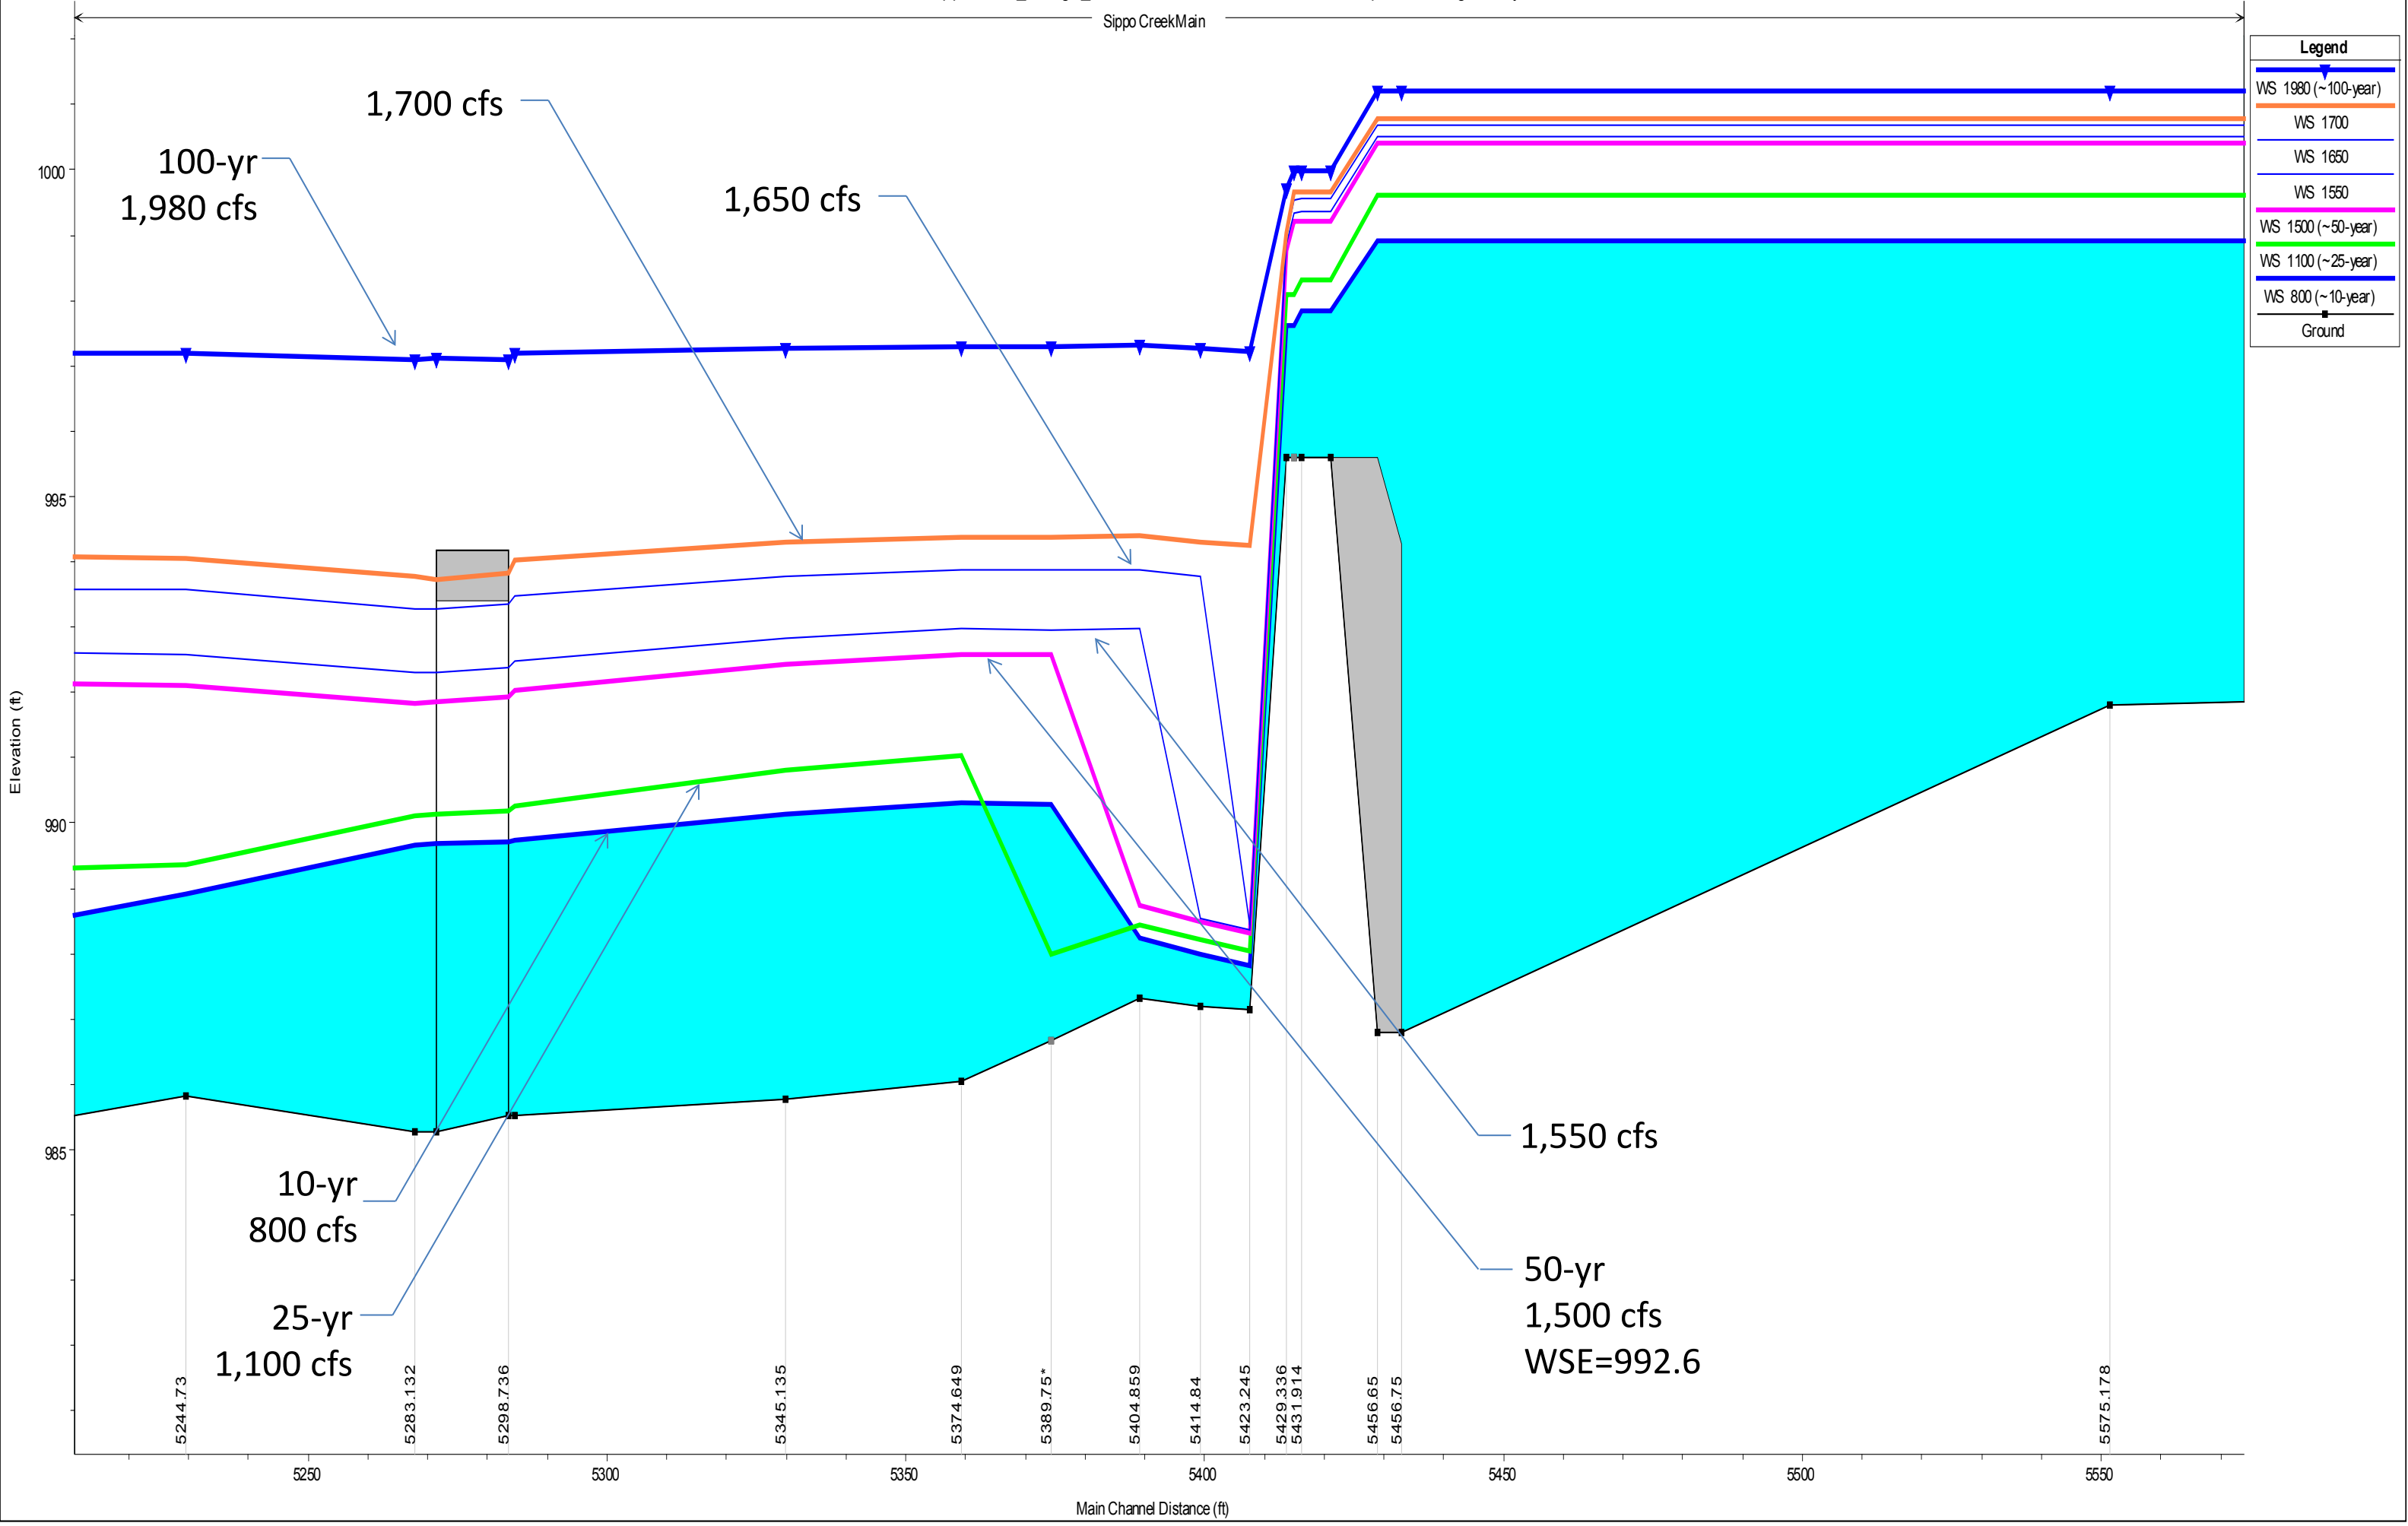 Sippo CreekMain
Legend
WS 1980 (~100-year)
WS 1700
WS 1650
WS 1550
WS 1500 (~50-year)
WS 1100 (~25-year)
WS 800 (~10-year)
Ground
1,700 cfs
100-yr
1,980 cfs
1,650 cfs
1000
995
990
985
Elevation (ft)
1,550 cfs
10-yr
800 cfs
50-yr
1,500 cfs
WSE=992.6
25-yr
1,100 cfs
5244.73
5283.132
5298.736
5345.135
5374.649
5389.75*
5404.859
5414.84
5423.245
5429.336
5431.914
5456.65
5456.75
5575.178
5250
5300
5350
5400
5450
5500
5550
Main Channel Distance (ft)